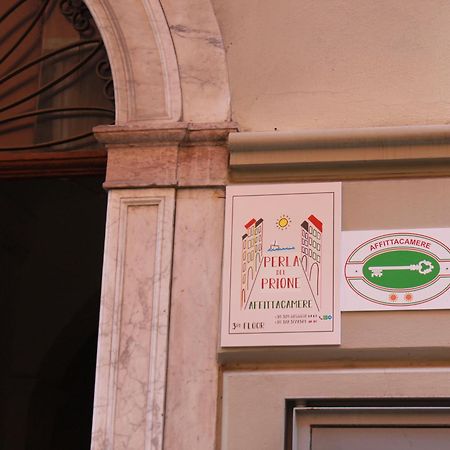 PERLA
DEL
PRIONE
AFFITTACAMERE
3RD FLOOR
AFFITTACAMERE